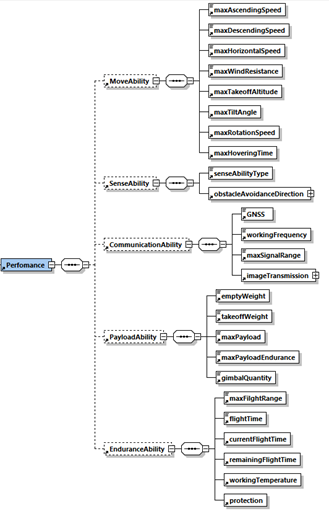 maxAscendingSpeed
maxDescendingSpeed
maxHorizontalSpeed
MoveAbility
maxWindResistance
maxTakeoffAltitude
maxTiltAngle
maxRotationSpeed
maxHoveringTime
SenseAbility
senseAbilityType
obstacleAvoidanceDirection
GNSS
CommunicationAbility
workingFrequency
maxSignalRange
imageTransmission
Perfomance
emptyWeight
takeoffWeight
PayloadAbility
maxPayload
maxPayloadEndurance
gimbalQuantity
maxFilghtRange
flightTime
EnduranceAbility
currentFlightTime
remainingFlightTime
workingTemperature
protection